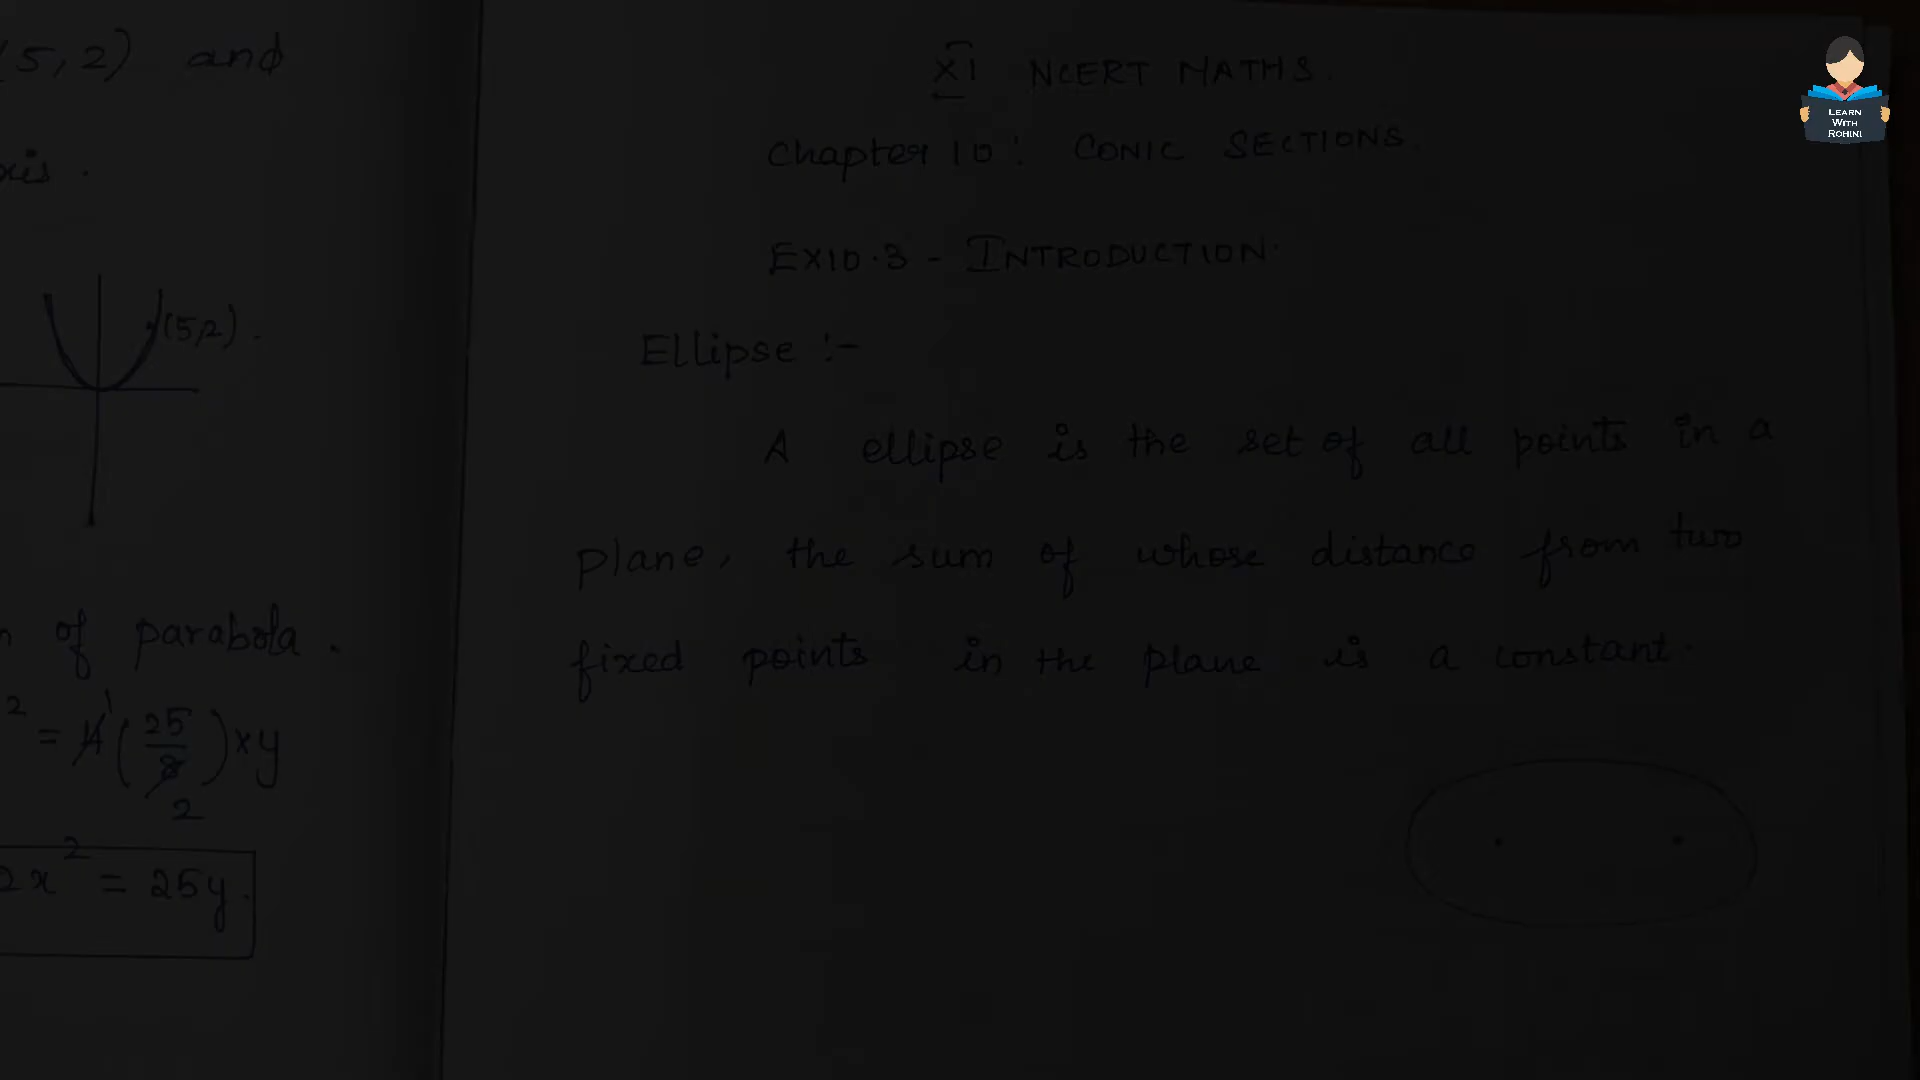 (5,2) and
xis.
(5,2).
of parabola.
2 = 4 1 (25/8) × y
2
2x² = 25y.
XI NCERT MATHS.
Chapter 10: CONIC SECTIONS.
EX10.3 - INTRODUCTION.
Ellipse :-
A ellipse is the set of all points in a
plane, the sum of whose distance from two
fixed points in the plane is a constant.
LEARN
WITH
ROHINI